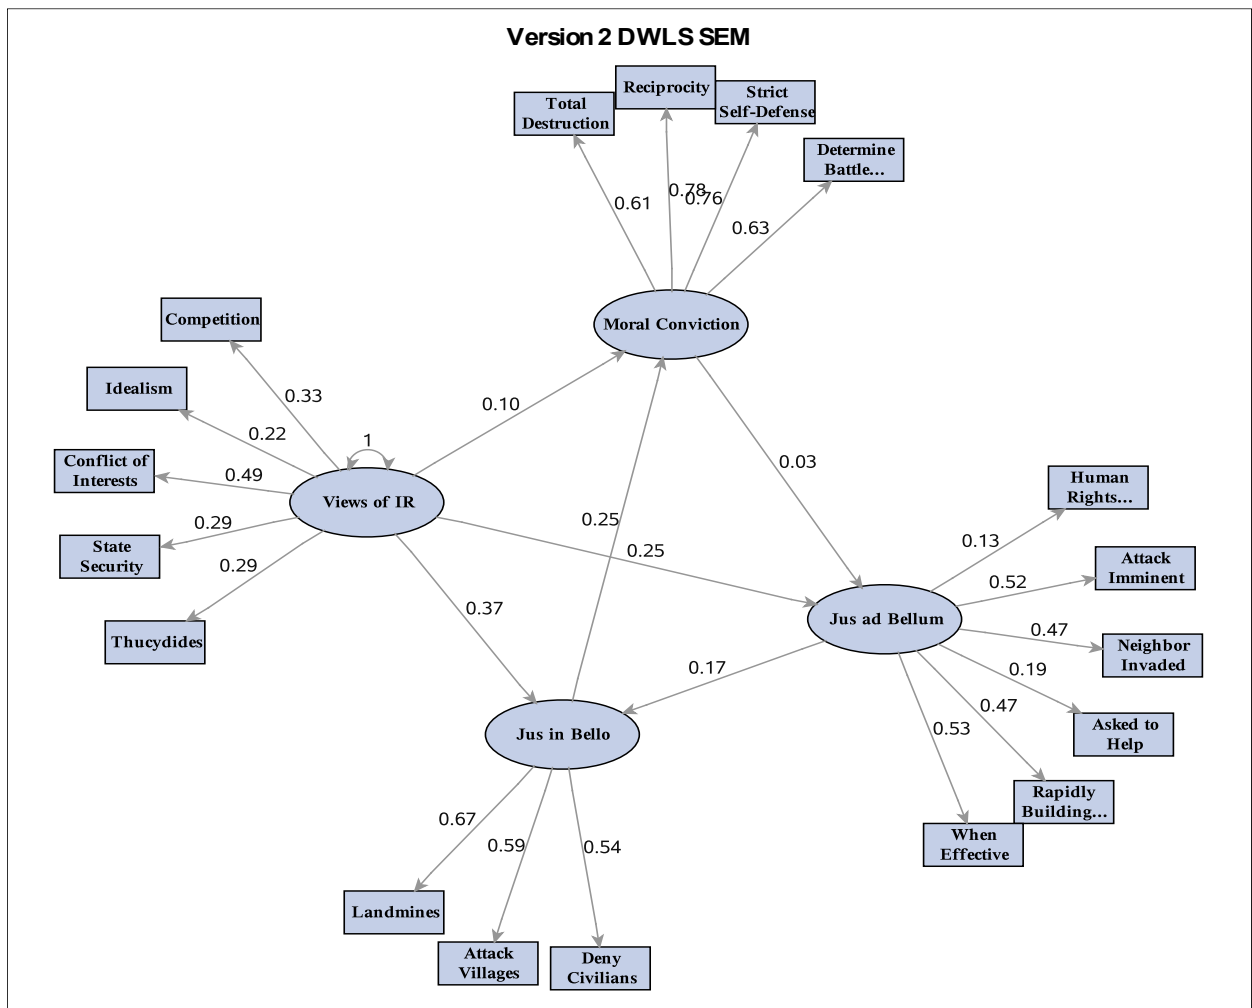 Version 2 DWLS SEM
Reciprocity
Total
Destruction
Strict
Self-Defense
Determine
Battle...
0.78
0.76
0.61
0.63
Moral Conviction
Competition
Idealism
0.33
0.10
0.22
1
Conflict of
Interests
0.49
0.03
Views of IR
Human
Rights...
0.29
0.25
State
Security
0.25
0.13
Attack
Imminent
0.29
0.52
0.37
Jus ad Bellum
0.47
Thucydides
Neighbor
Invaded
0.17
0.19
0.47
Asked to
Help
0.53
Jus in Bello
Rapidly
Building...
0.67
0.59
0.54
When
Effective
Landmines
Attack
Villages
Deny
Civilians